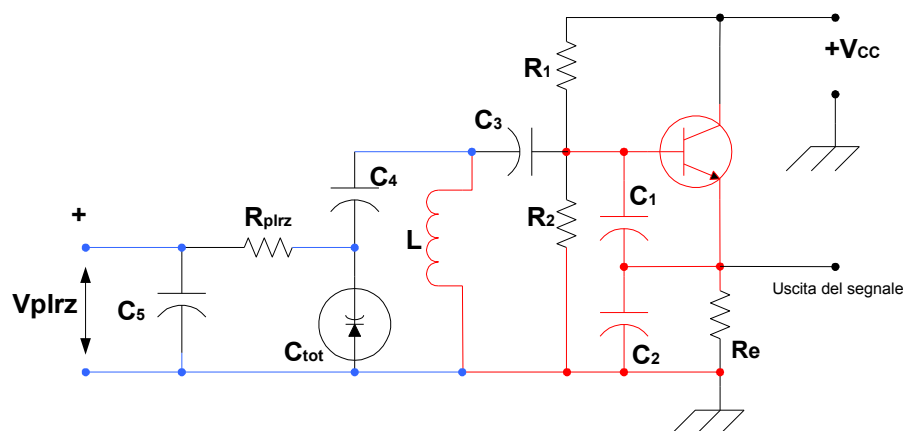 +VCC
R1
C3
C4
C1
Rplrz
R2
+
L
Uscita del segnale
Vplrz
C5
Ctot
C2
Re